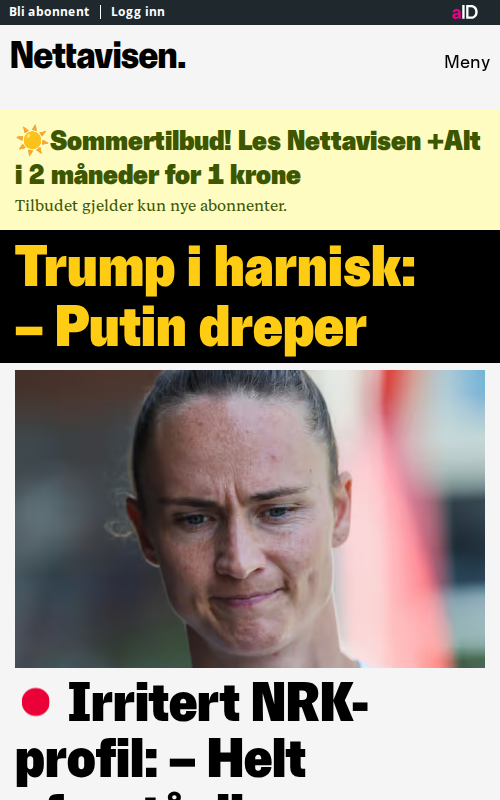 Bli abonnent | Logg inn
aID
Nettavisen.
Meny
Sommertilbud! Les Nettavisen +Alt
i 2 måneder for 1 krone
Tilbudet gjelder kun nye abonnenter.
Trump i harnisk:
– Putin dreper
Irritert NRK-
profil: – Helt